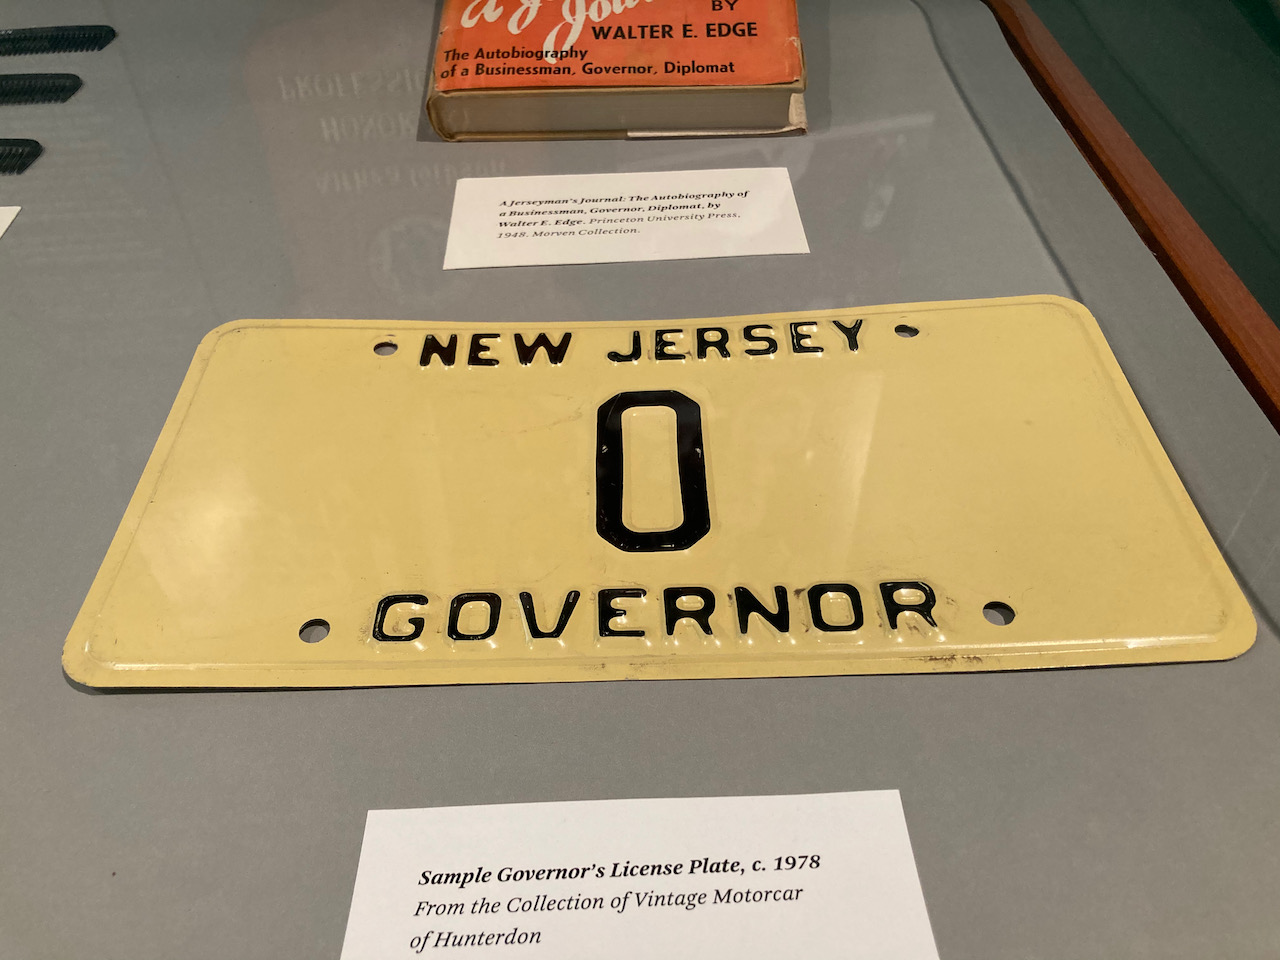 BY
WALTER E. EDGE
The Autobiography
of a Businessman, Governor, Diplomat
A Jerseyman's Journal: The Autobiography of
a Businessman, Governor, Diplomat, by
Walter E. Edge. Princeton University Press,
1948. Morven Collection.
NEW JERSEY
0
GOVERNOR
Sample Governor's License Plate, c. 1978
From the Collection of Vintage Motorcar
of Hunterdon